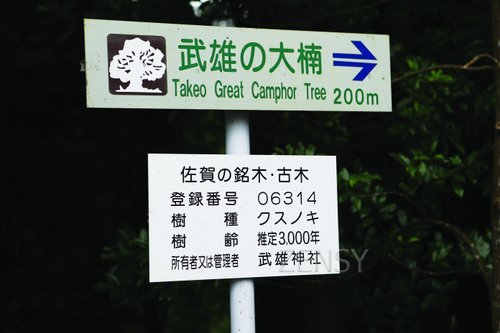 武雄の大楠
Takeo Great Camphor Tree 200m
佐賀の銘木・古木
登録番号 06314
樹種 クスノキ
樹齢 推定3,000年
所有者又は管理者 武雄神社